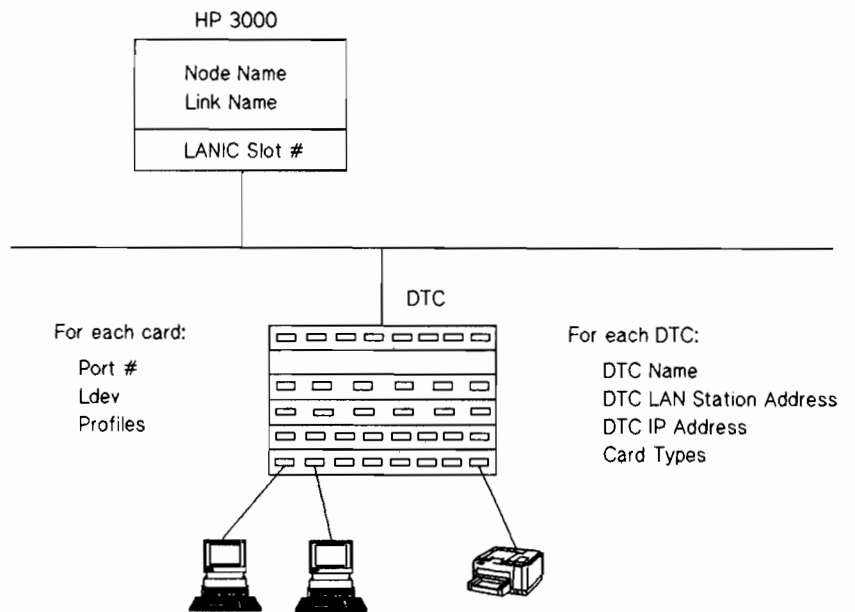 HP 3000
Node Name
Link Name
LANIC Slot #
DTC
For each card:
Port #
Ldev
Profiles
For each DTC:
DTC Name
DTC LAN Station Address
DTC IP Address
Card Types